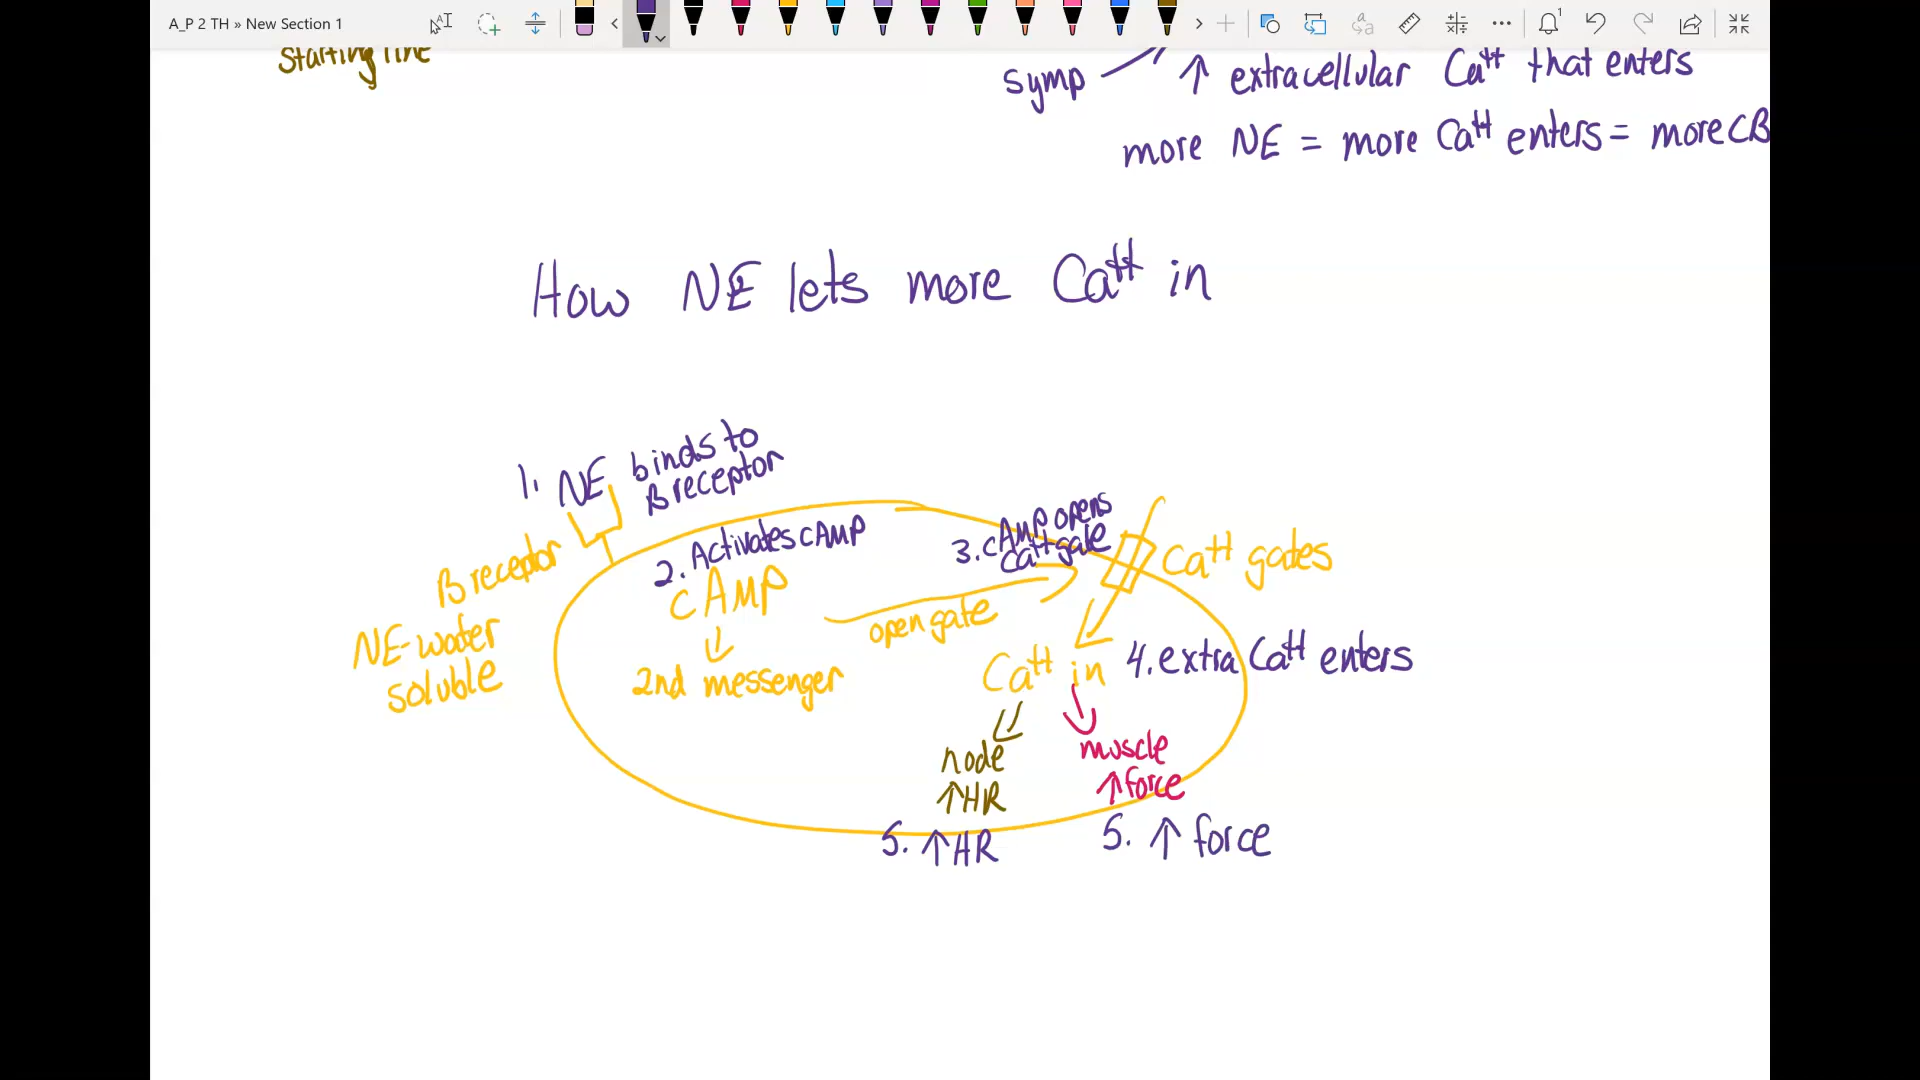 A_P 2 TH » New Section 1
starting line
symp
↑ extracellular Ca++ that enters
more NE = more Ca++ enters = more CB
How NE lets more Ca++ in
1. NE binds to
B receptor
2. Activates cAMP
3. cAMP opens
Ca++ gate
B receptor
cAMP
Ca++ gates
open gate
NE-water
soluble
2nd messenger
Ca++ in
4. extra Ca++ enters
node
↑HR
muscle
↑force
5. ↑HR
5. ↑ force